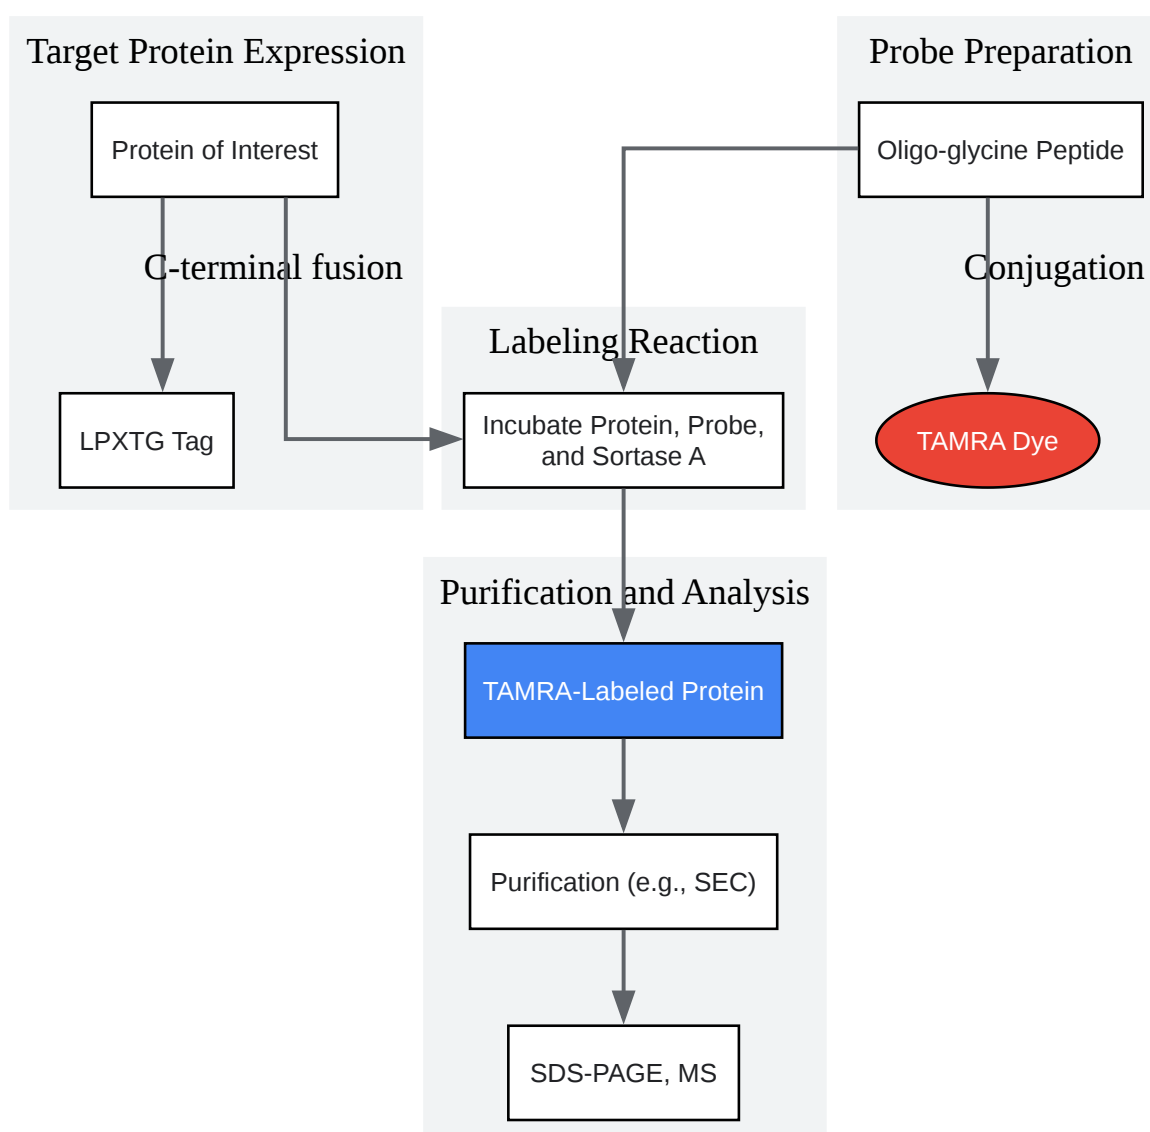 Target Protein Expression
Protein of Interest
C-terminal fusion
LPXTG Tag
Probe Preparation
Oligo-glycine Peptide
Conjugation
TAMRA Dye
Labeling Reaction
Incubate Protein, Probe,
and Sortase A
Purification and Analysis
TAMRA-Labeled Protein
Purification (e.g., SEC)
SDS-PAGE, MS